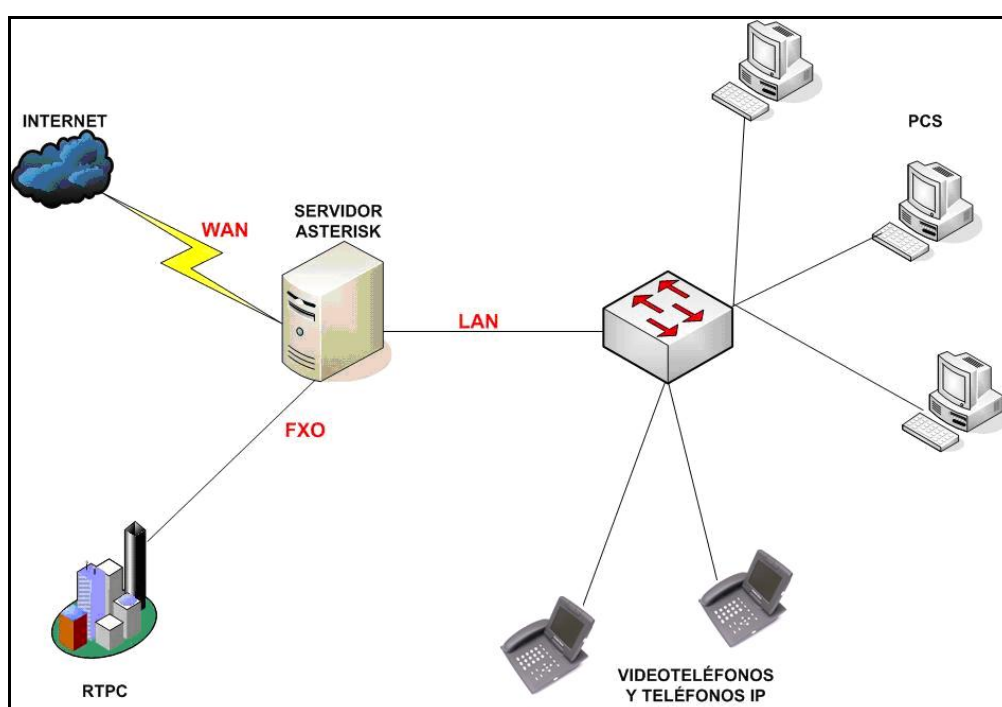 INTERNET
PCS
WAN
SERVIDOR
ASTERISK
LAN
FXO
RTPC
VIDEOTELÉFONOS
Y TELÉFONOS IP